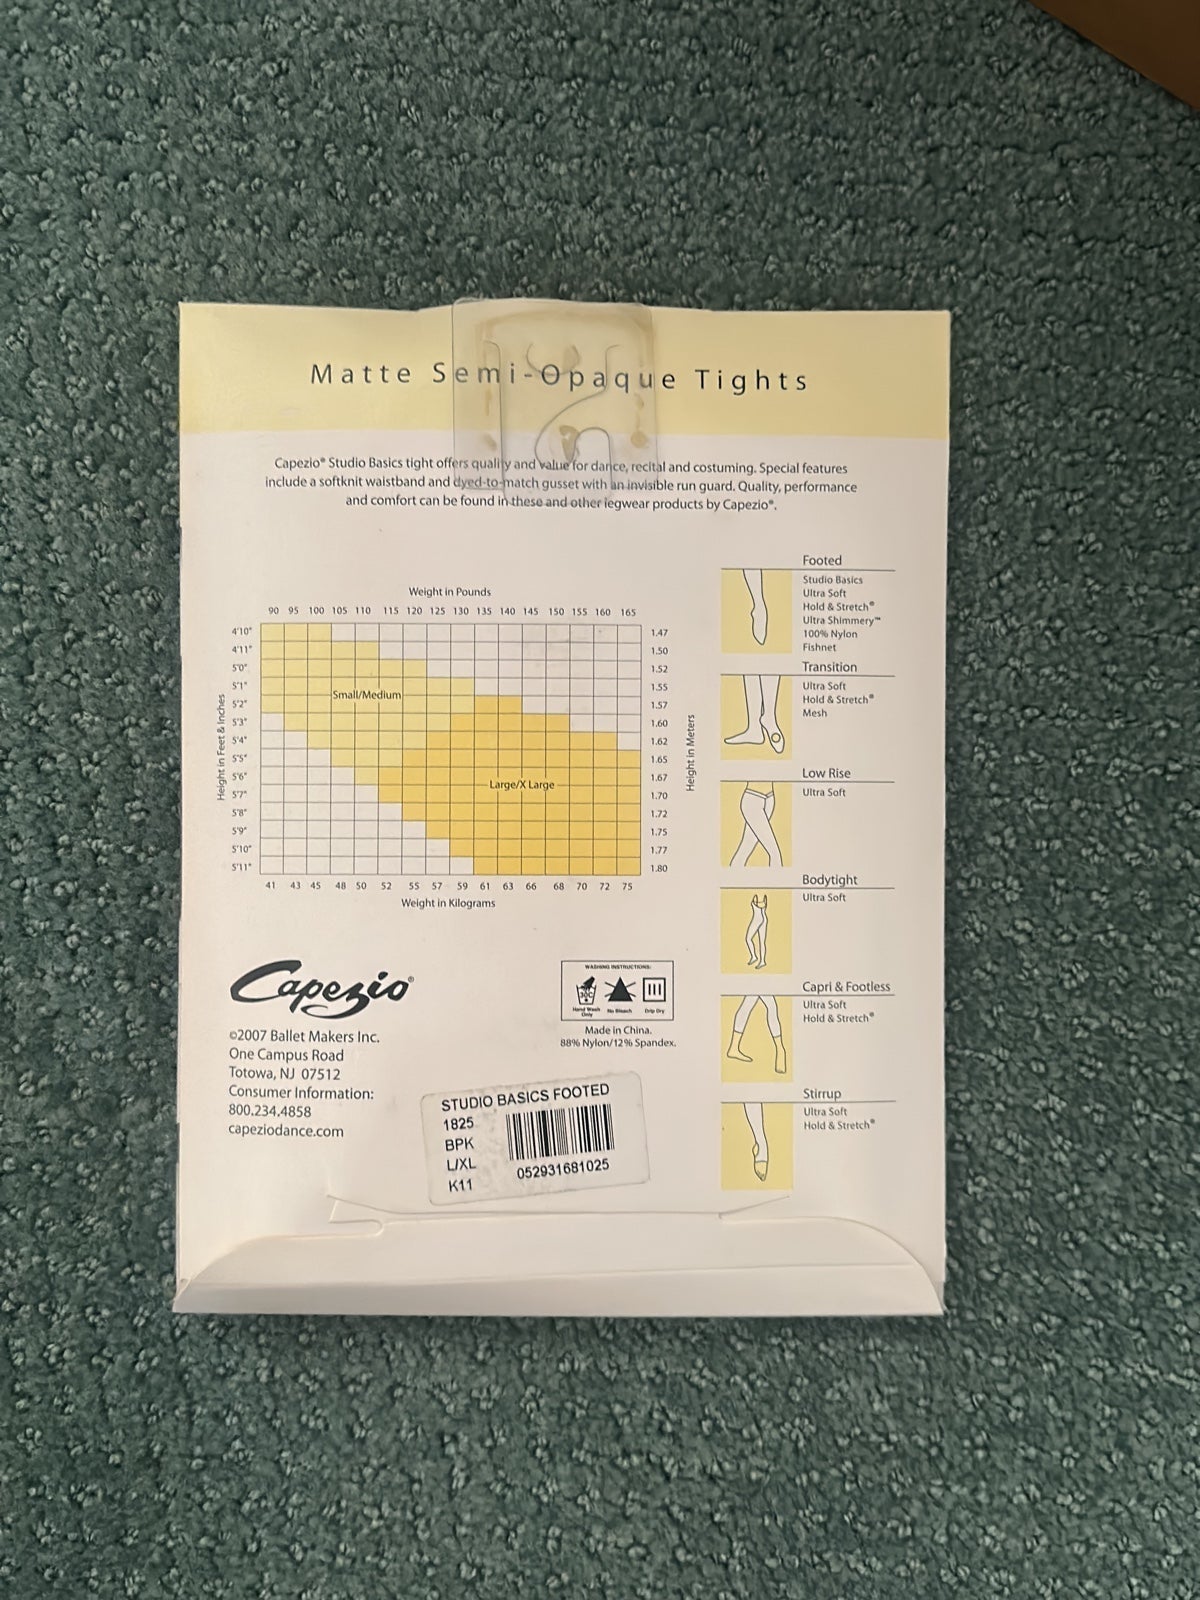 Matte Semi-Opaque Tights
Capezio® Studio Basics tight offers quality and value for dance, recital and costuming. Special features
include a softknit waistband and dyed-to-match gusset with an invisible run guard. Quality, performance
and comfort can be found in these and other legwear products by Capezio®.
Weight in Pounds
90 95 100 105 110 115 120 125 130 135 140 145 150 155 160 165
Height in Feet & Inches
4'10" 1.47
4'11" 1.50
5'0" 1.52
5'1" 1.55
5'2" 1.57
5'3" 1.60
5'4" 1.62
5'5" 1.65
5'6" 1.67
5'7" 1.70
5'8" 1.72
5'9" 1.75
5'10" 1.77
5'11" 1.80
Small/Medium
Large/X Large
Height in Meters
41 43 45 48 50 52 55 57 59 61 63 66 68 70 72 75
Weight in Kilograms
Footed
Studio Basics
Ultra Soft
Hold & Stretch®
Ultra Shimmery™
100% Nylon
Fishnet
Transition
Ultra Soft
Hold & Stretch®
Mesh
Low Rise
Ultra Soft
Bodytight
Ultra Soft
Capri & Footless
Ultra Soft
Hold & Stretch®
Stirrup
Ultra Soft
Hold & Stretch®
Capezio®
©2007 Ballet Makers Inc.
One Campus Road
Totowa, NJ 07512
Consumer Information:
800.234.4858
capeziodance.com
WASHING INSTRUCTIONS:
30C
Hand Wash
Only
No Bleach
Drip Dry
Made in China.
88% Nylon/12% Spandex.
STUDIO BASICS FOOTED
1825
BPK
L/XL
K11
052931681025